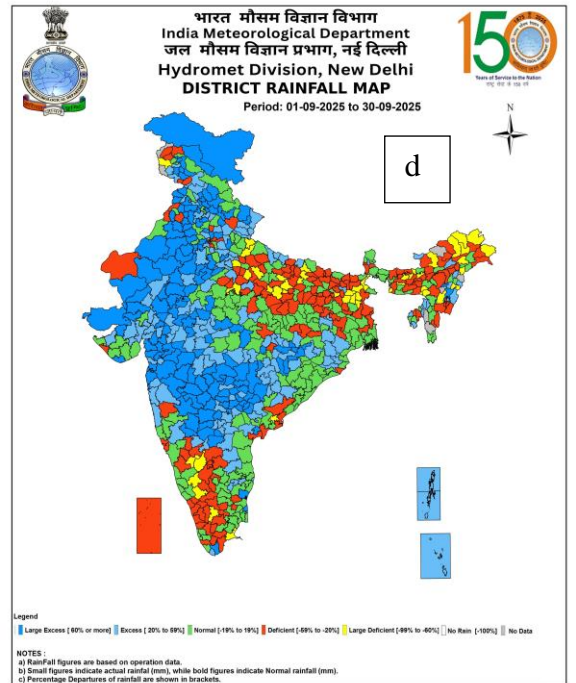 भारत मौसम विज्ञान विभाग
India Meteorological Department
जल मौसम विज्ञान प्रभाग, नई दिल्ली
Hydromet Division, New Delhi
DISTRICT RAINFALL MAP
Period: 01-09-2025 to 30-09-2025
150
Years of Service to the Nation
N
d
Legend
Large Excess [ 60% or more] Excess [ 20% to 59%] Normal [-19% to 19%] Deficient [-59% to -20%] Large Deficient [-99% to -60%] No Rain [-100%] No Data
NOTES :
a) RainFall figures are based on operation data.
b) Small figures indicate actual rainfal (mm), while bold figures indicate Normal rainfall (mm).
c) Percentage Departures of rainfall are shown in brackets.